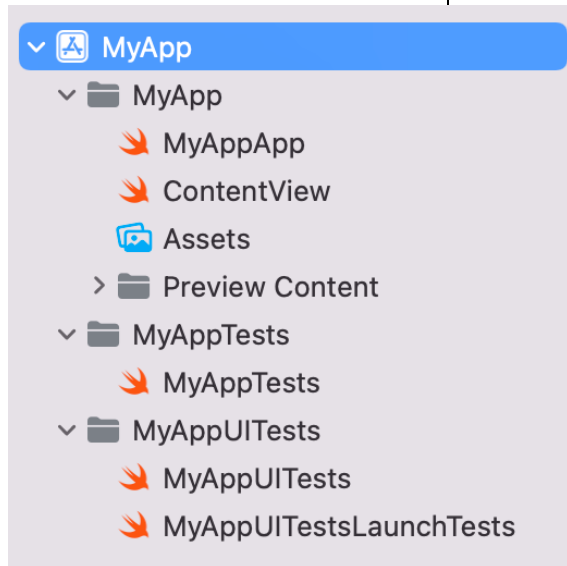 MyApp
MyApp
MyAppApp
ContentView
Assets
Preview Content
MyAppTests
MyAppTests
MyAppUITests
MyAppUITests
MyAppUITestsLaunchTests